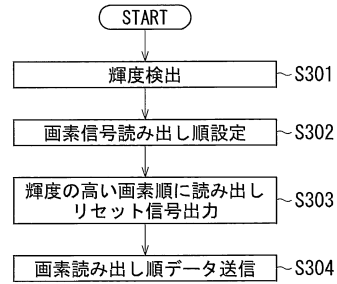 START
輝度検出 ~S301
画素信号読み出し順設定 ~S302
輝度の高い画素順に読み出し
リセット信号出力 ~S303
画素読み出し順データ送信 ~S304